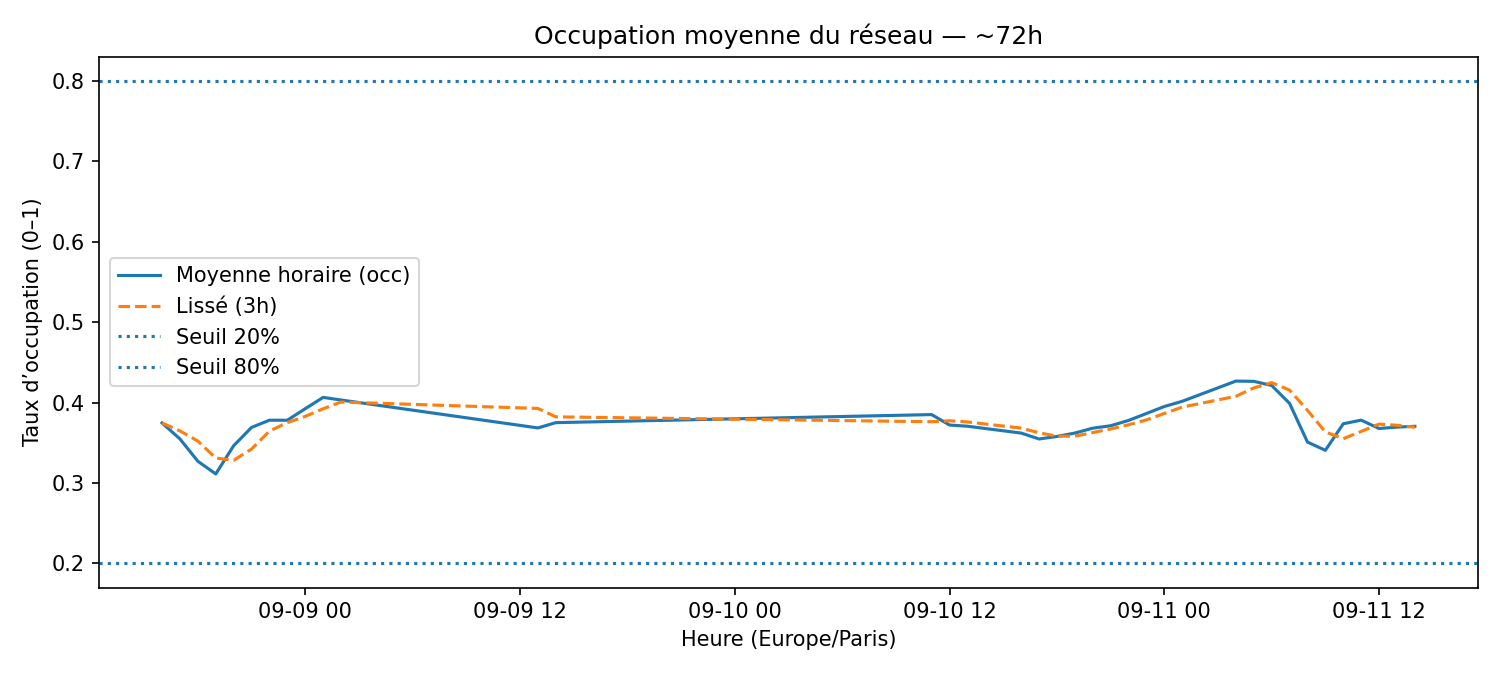 Occupation moyenne du réseau — ~72h
Taux d’occupation (0–1)
0.8
0.7
0.6
0.5
0.4
0.3
0.2
Moyenne horaire (occ)
Lissé (3h)
Seuil 20%
Seuil 80%
09-09 00
09-09 12
09-10 00
09-10 12
09-11 00
09-11 12
Heure (Europe/Paris)